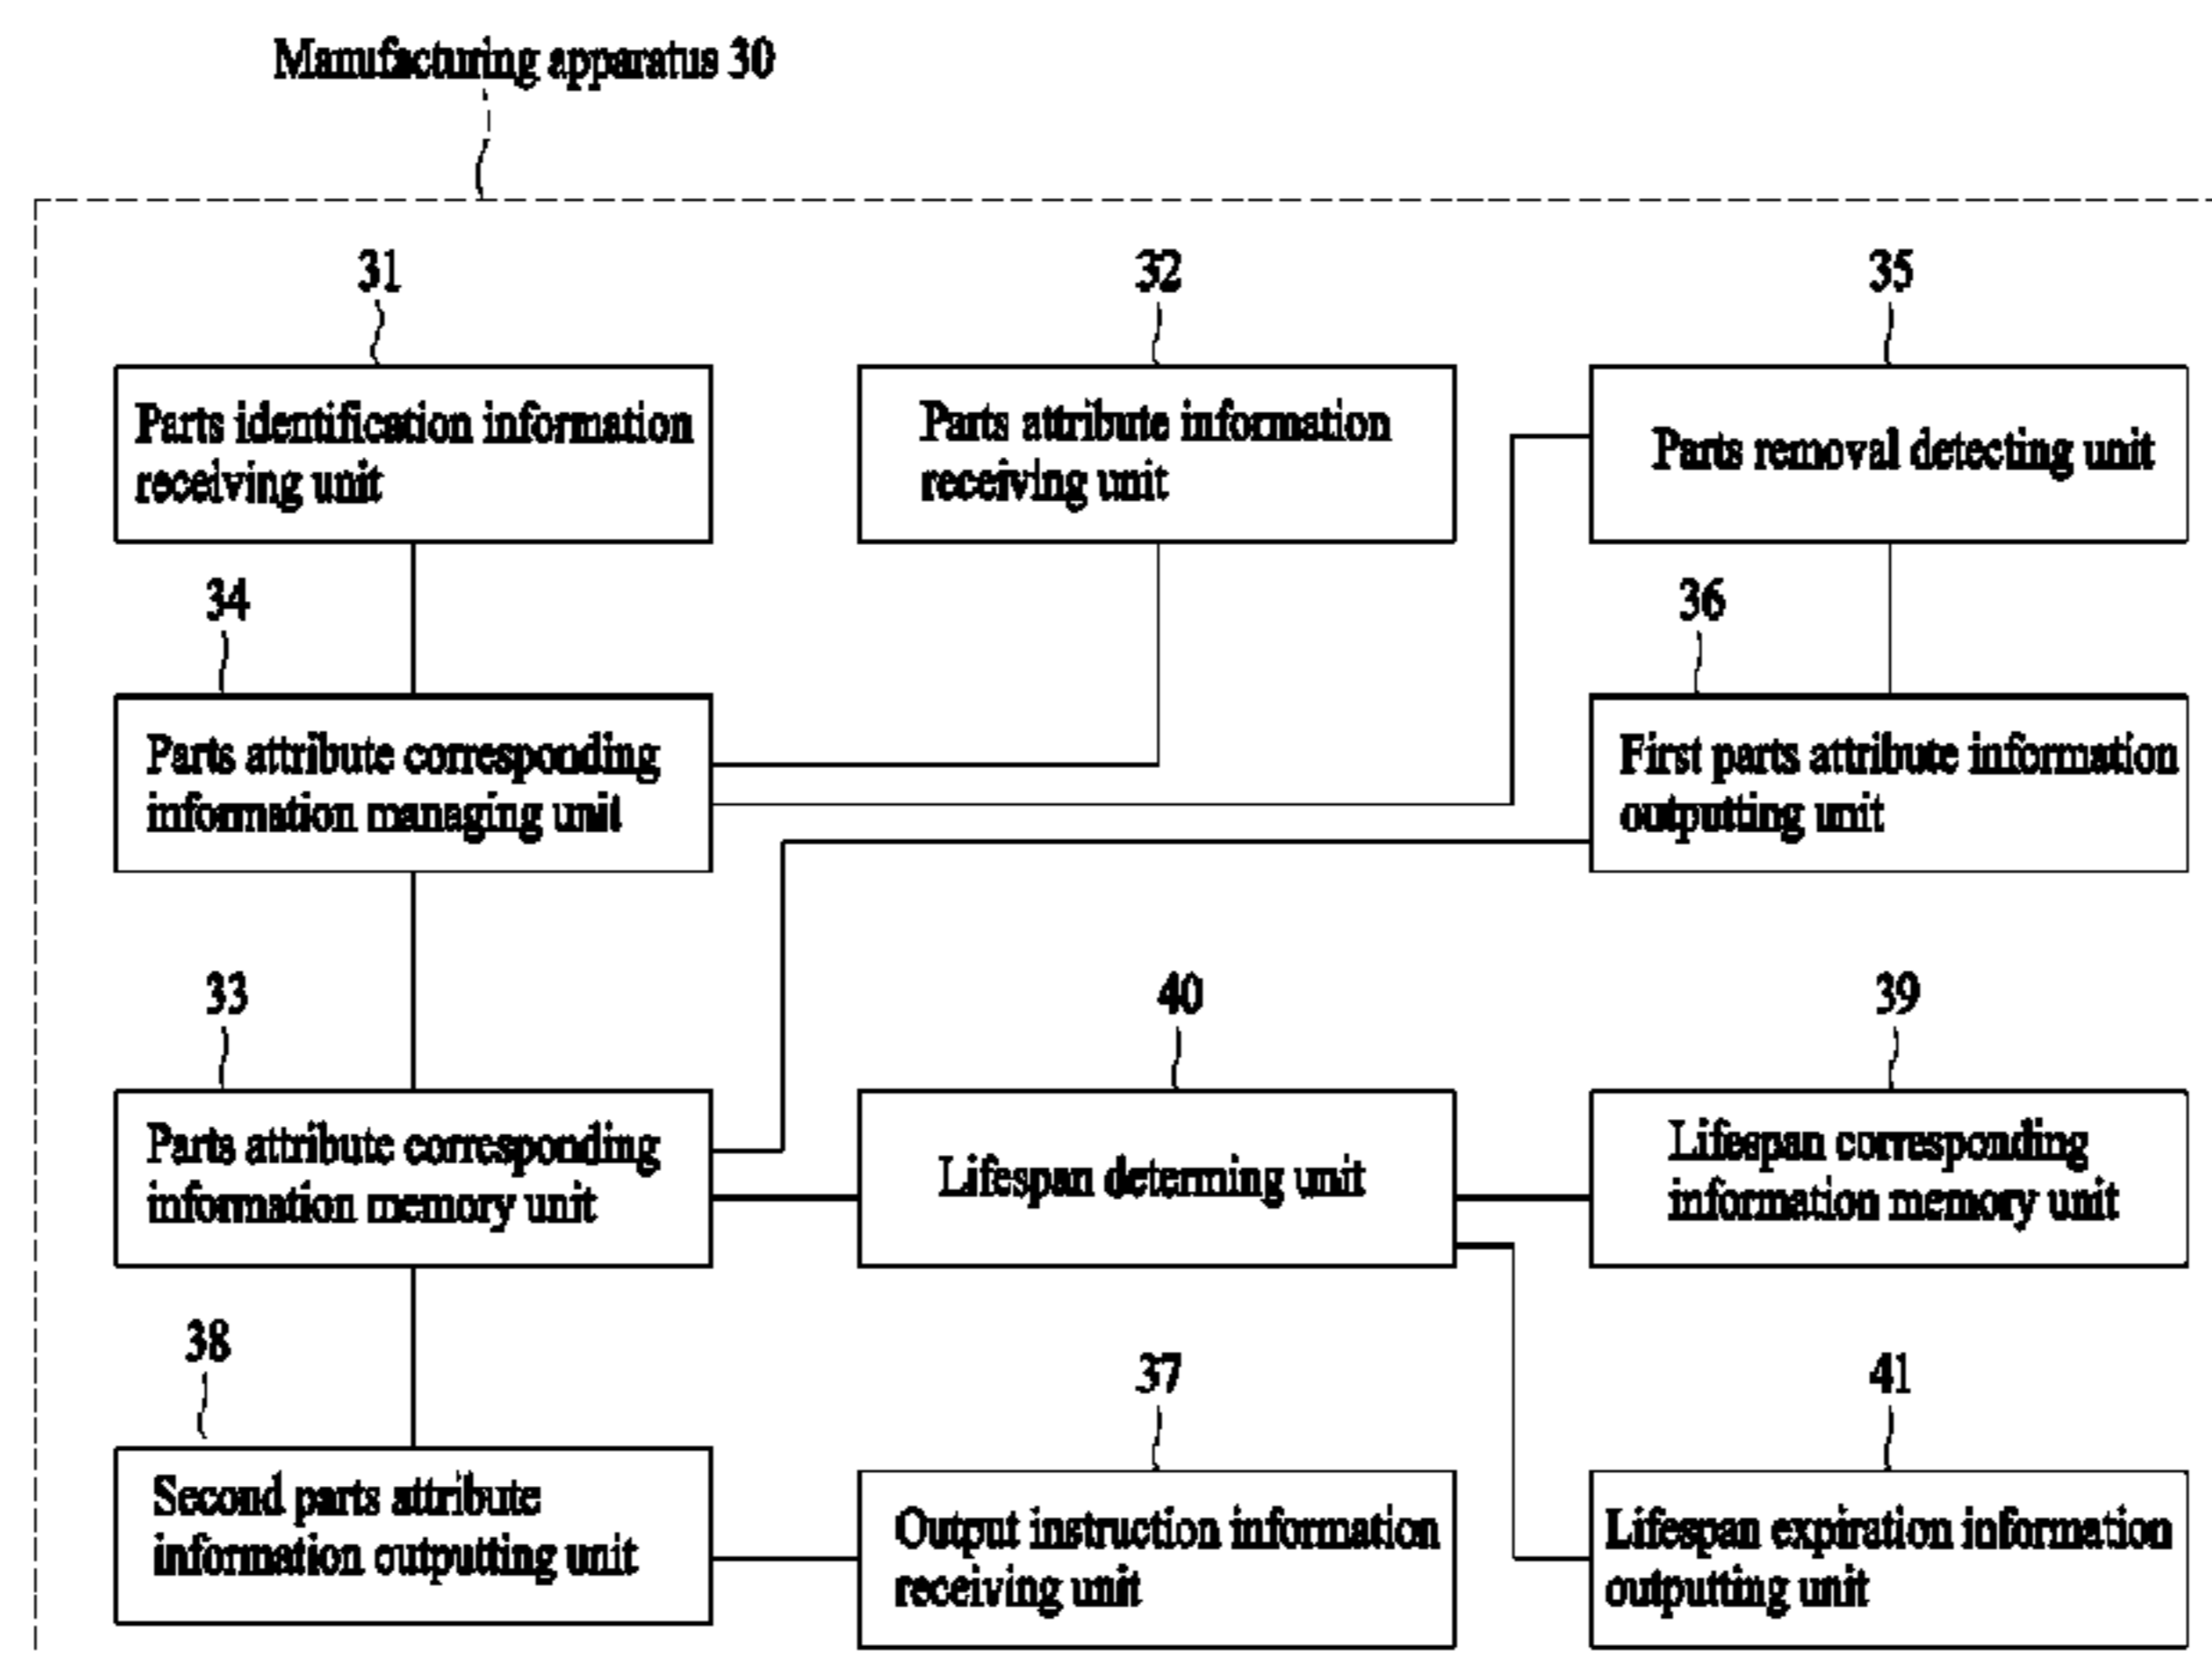 Manufacturing apparatus 30
31
32
35
Parts identification information
receiving unit
Parts attribute information
receiving unit
Parts removal detecting unit
34
36
Parts attribute corresponding
information managing unit
First parts attribute information
outputting unit
33
40
39
Parts attribute corresponding
information memory unit
Lifespan determing unit
Lifespan corresponding
information memory unit
38
37
41
Second parts attribute
information outputting unit
Output instruction information
receiving unit
Lifespan expiration information
outputting unit